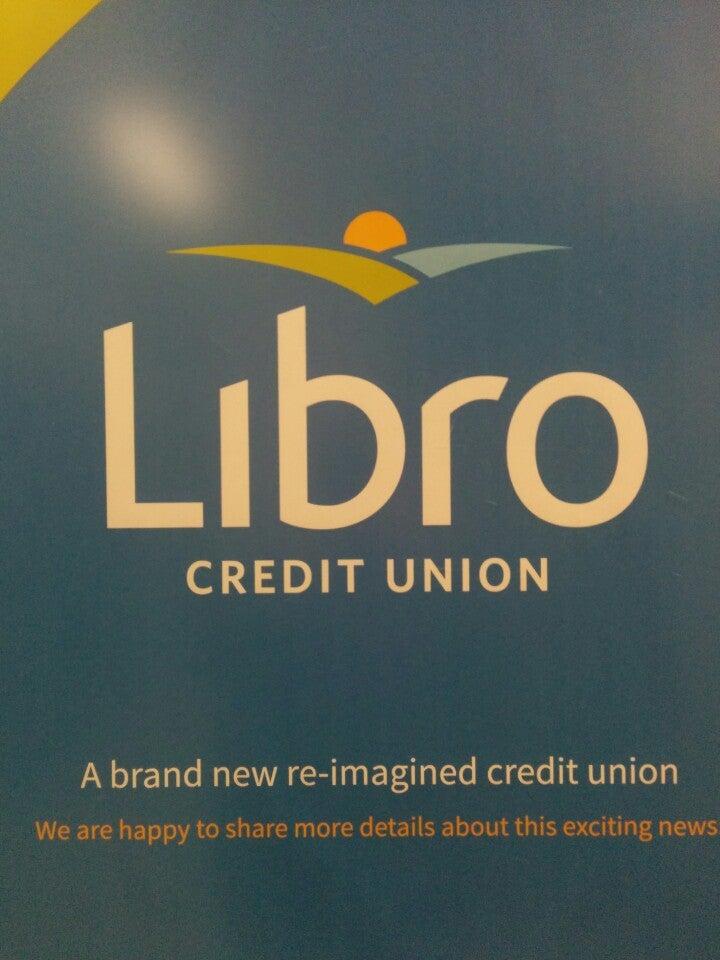 Libro
CREDIT UNION
A brand new re-imagined credit union
We are happy to share more details about this exciting news